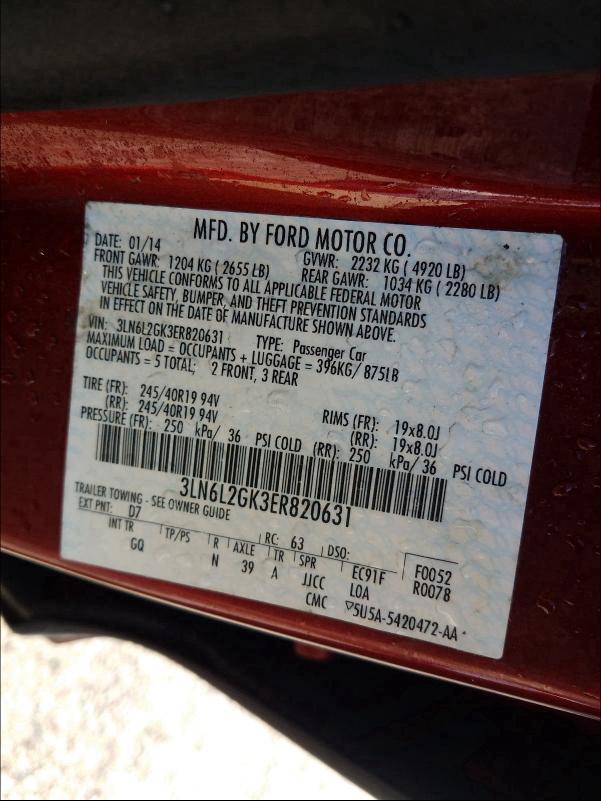 MFD. BY FORD MOTOR CO.
DATE: 01/14 GVWR: 2232 KG ( 4920 LB)
FRONT GAWR: 1204 KG ( 2655 LB) REAR GAWR: 1034 KG ( 2280 LB)
THIS VEHICLE CONFORMS TO ALL APPLICABLE FEDERAL MOTOR
VEHICLE SAFETY, BUMPER, AND THEFT PREVENTION STANDARDS
IN EFFECT ON THE DATE OF MANUFACTURE SHOWN ABOVE.
VIN: 3LN6L2GK3ER820631 TYPE: Passenger Car
MAXIMUM LOAD = OCCUPANTS + LUGGAGE = 396KG/ 875LB
OCCUPANTS = 5 TOTAL; 2 FRONT, 3 REAR
TIRE (FR): 245/40R19 94V RIMS (FR): 19x8.0J
(RR): 245/40R19 94V (RR): 19x8.0J
PRESSURE (FR): 250 kPa/ 36 PSI COLD (RR): 250 kPa/ 36 PSI COLD
3LN6L2GK3ER820631
TRAILER TOWING - SEE OWNER GUIDE
EXT PNT: D7 RC: 63 DSO: F0052
INT TR TP/PS R AXLE TR SPR EC91F R0078
GQ N 39 A JJCC LOA
CMC ▽5U5A-5420472-AA*